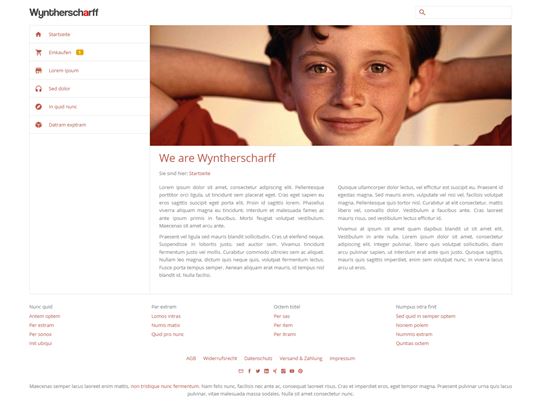 Wyntherscharff
Startseite
Einkaufen
Lorem ipsum
Sed dolor
In quid nunc
Datram exptram
We are Wyntherscharff
Sie sind hier: Startseite
Lorem ipsum dolor sit amet, consectetur adipiscing elit. Pellentesque
porttitor orci ligula, ut tincidunt sem placerat eget. Cras eget sapien eu
eros sagittis suscipit eget porta elit. Proin id sagittis lorem. Phasellus
viverra aliquam magna eu tincidunt. Interdum et malesuada fames ac
ante ipsum primis in faucibus. Morbi feugiat volutpat vestibulum.
Maecenas sit amet arcu ante.
Praesent vel ligula sed mauris blandit sollicitudin. Cras ut eleifend neque.
Suspendisse in lobortis justo, sed auctor sem. Vivamus tincidunt
fermentum justo vel mollis. Curabitur commodo ultricies sem ac aliquet.
Nullam leo magna, dictum quis neque quis, volutpat fermentum lectus.
Fusce porta tempus semper. Aenean aliquam erat mauris, id tempus nisl
blandit id. Nulla facilisi.
Quisque ullamcorper dolor lectus, vel efficitur est suscipit eu. Praesent id
egestas magna. Sed mauris enim, vulputate vel nisi vel, facilisis volutpat
magna. Pellentesque quis tortor nisl. Curabitur at elit consectetur, mattis
libero vel, convallis dolor. Vestibulum a faucibus ante. Cras laoreet
mauris risus, sed vestibulum lectus efficitur id.
Vivamus at ipsum sit amet quam dapibus blandit ut sit amet elit.
Vestibulum in ante nulla. Lorem ipsum dolor sit amet, consectetur
adipiscing elit. Integer pulvinar, libero quis volutpat sollicitudin, diam
arcu pulvinar sapien, ut interdum erat ante quis justo. Quisque sagittis,
mauris quis sagittis imperdiet, enim sem volutpat nunc, in viverra lacus
arcu ut eros.
Nunc quid
Antem optem
Per estram
Per sonox
Init ubiqui
Per extram
Lomos intras
Numis matix
Quid pro nunc
Octem titel
Per sas
Per item
Per itrami
Numpus sitra find
Sed quid in semper optem
Noriem polem
Nummis extram
Quntias octem
AGB Widerrufsrecht Datenschutz Versand & Zahlung Impressum
Maecenas semper lacus laoreet enim mattis, non tristique nunc fermentum. Nam felis nunc, facilisis nec ante ac, consequat laoreet risus. Cras et imperdiet eros, eget tempor magna. Praesent pulvinar urna quis lacus
pulvinar, vitae malesuada massa sodales. Nulla sit amet consectetur nunc.